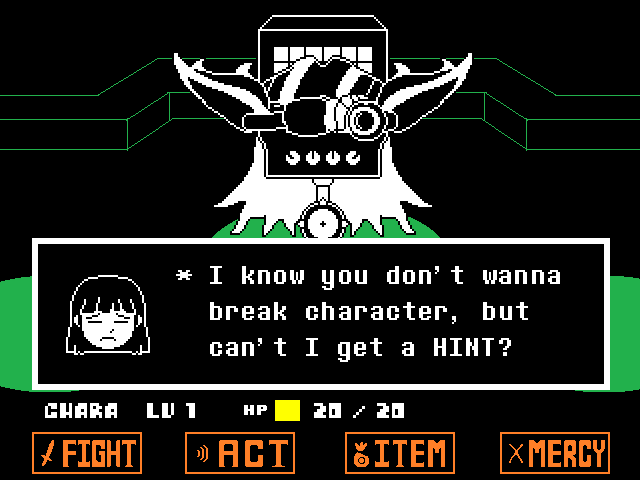 * I know you don't wanna
break character, but
can't I get a HINT?
CHARA LV 1 HP 20 / 20
FIGHT ACT ITEM MERCY